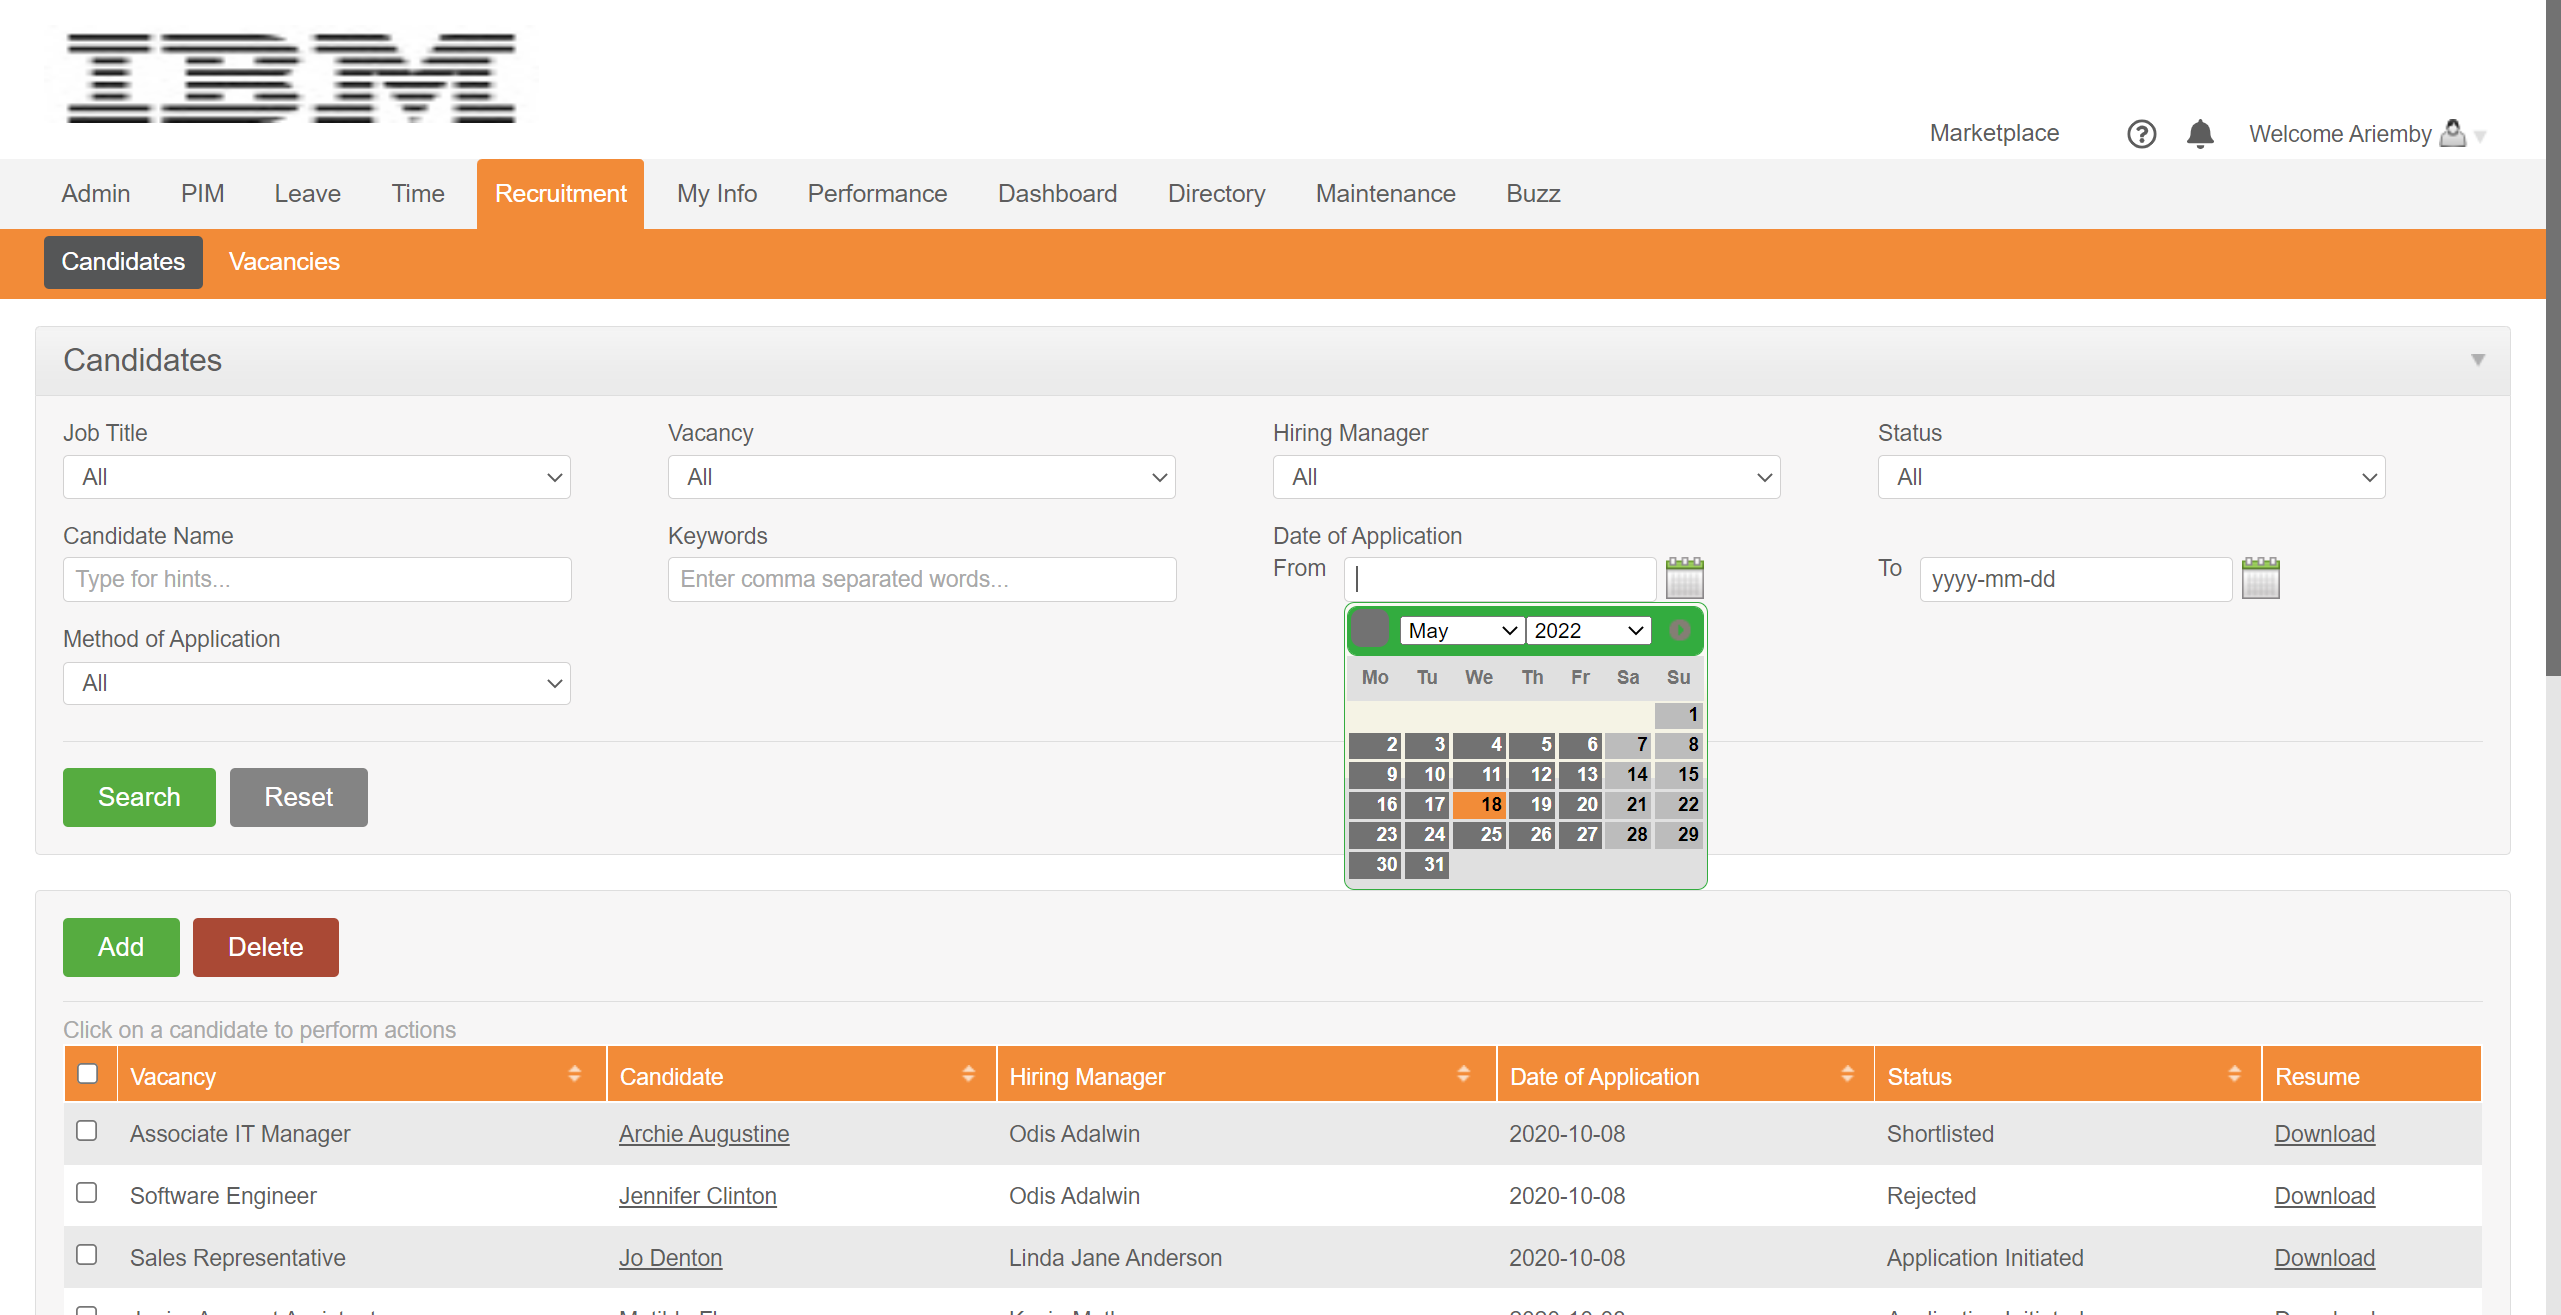 IBM
Marketplace
Welcome Ariemby
Admin PIM Leave Time Recruitment My Info Performance Dashboard Directory Maintenance Buzz
Candidates Vacancies
Candidates
Job Title Vacancy Hiring Manager Status
All All All All
Candidate Name Keywords Date of Application
Type for hints... Enter comma separated words... From To yyyy-mm-dd
Method of Application
All
May 2022
Mo Tu We Th Fr Sa Su
1
2 3 4 5 6 7 8
9 10 11 12 13 14 15
16 17 18 19 20 21 22
23 24 25 26 27 28 29
30 31
Search Reset
Add Delete
Click on a candidate to perform actions
Vacancy Candidate Hiring Manager Date of Application Status Resume
Associate IT Manager Archie Augustine Odis Adalwin 2020-10-08 Shortlisted Download
Software Engineer Jennifer Clinton Odis Adalwin 2020-10-08 Rejected Download
Sales Representative Jo Denton Linda Jane Anderson 2020-10-08 Application Initiated Download